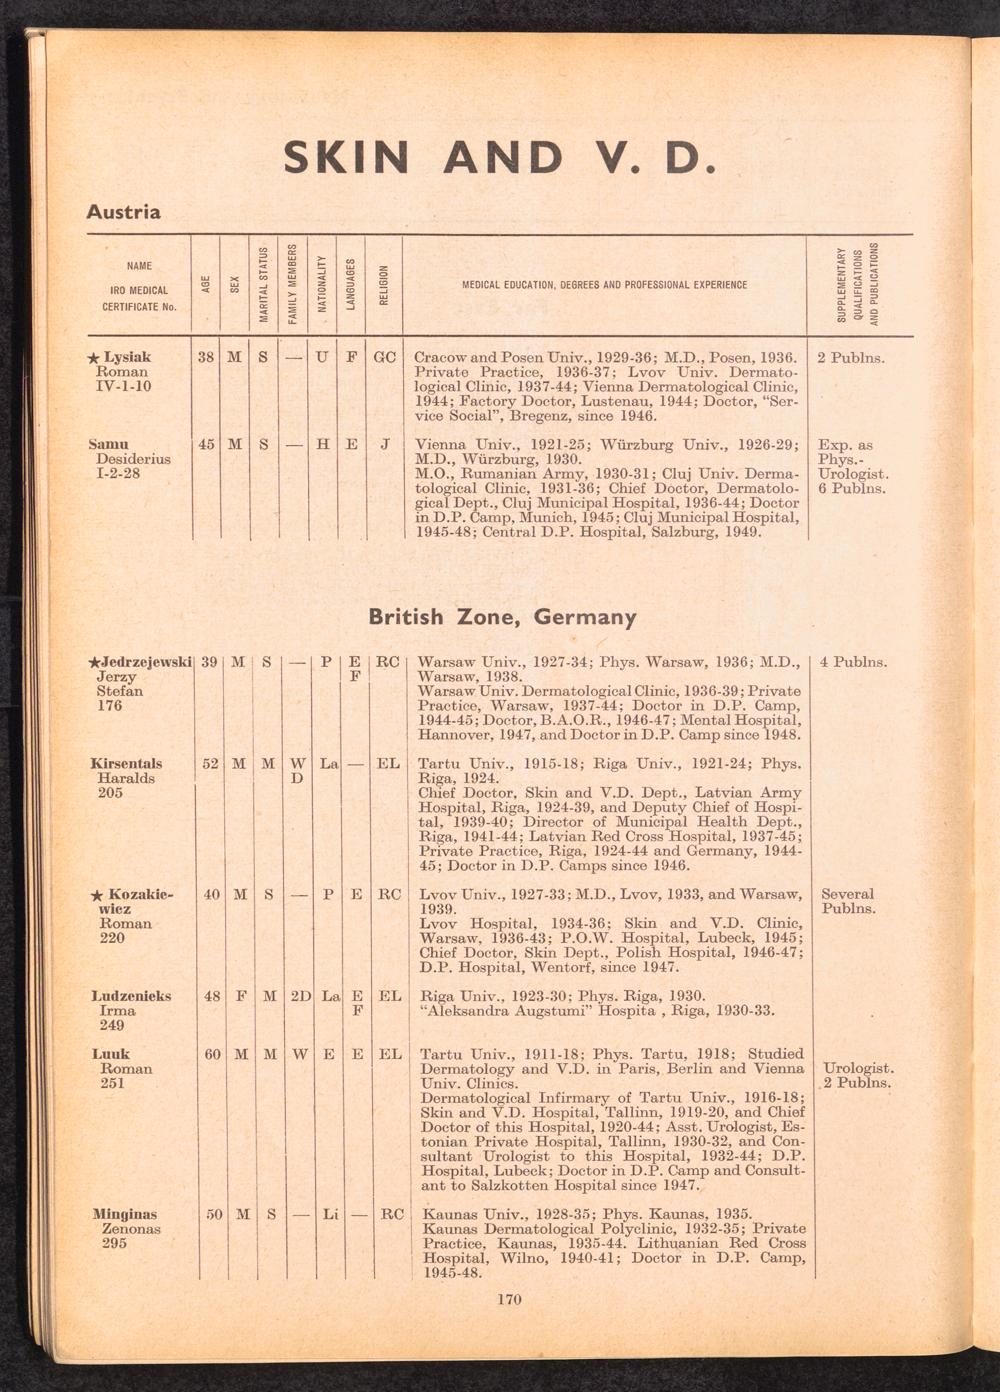 SKIN AND V. D.
Austria
NAME
IRO MEDICAL
CERTIFICATE No.
AGE
SEX
MARITAL STATUS
FAMILY MEMBERS
NATIONALITY
LANGUAGES
RELIGION
MEDICAL EDUCATION, DEGREES AND PROFESSIONAL EXPERIENCE
SUPPLEMENTARY
QUALIFICATIONS
AND PUBLICATIONS
★ Lysiak 38 M S — U F GC Cracow and Posen Univ., 1929-36; M.D., Posen, 1936. 2 Publns.
Roman Private Practice, 1936-37; Lvov Univ. Dermato-
IV-1-10 logical Clinic, 1937-44; Vienna Dermatological Clinic,
1944; Factory Doctor, Lustenau, 1944; Doctor, “Ser-
vice Social”, Bregenz, since 1946.
Samu 45 M S — H E J Vienna Univ., 1921-25; Würzburg Univ., 1926-29; Exp. as
Desiderius M.D., Würzburg, 1930. Phys.-
I-2-28 M.O., Rumanian Army, 1930-31; Cluj Univ. Derma- Urologist.
tological Clinic, 1931-36; Chief Doctor, Dermatolo- 6 Publns.
gical Dept., Cluj Municipal Hospital, 1936-44; Doctor
in D.P. Camp, Munich, 1945; Cluj Municipal Hospital,
1945-48; Central D.P. Hospital, Salzburg, 1949.
British Zone, Germany
★Jedrzejewski 39 M S — P E RC Warsaw Univ., 1927-34; Phys. Warsaw, 1936; M.D., 4 Publns.
Jerzy F Warsaw, 1938.
Stefan Warsaw Univ. Dermatological Clinic, 1936-39; Private
176 Practice, Warsaw, 1937-44; Doctor in D.P. Camp,
1944-45; Doctor, B.A.O.R., 1946-47; Mental Hospital,
Hannover, 1947, and Doctor in D.P. Camp since 1948.
Kirsentals 52 M M W La — EL Tartu Univ., 1915-18; Riga Univ., 1921-24; Phys.
Haralds D Riga, 1924.
205 Chief Doctor, Skin and V.D. Dept., Latvian Army
Hospital, Riga, 1924-39, and Deputy Chief of Hospi-
tal, 1939-40; Director of Municipal Health Dept.,
Riga, 1941-44; Latvian Red Cross Hospital, 1937-45;
Private Practice, Riga, 1924-44 and Germany, 1944-
45; Doctor in D.P. Camps since 1946.
★ Kozakie- 40 M S — P E RC Lvov Univ., 1927-33; M.D., Lvov, 1933, and Warsaw, Several
wicz 1939. Publns.
Roman Lvov Hospital, 1934-36; Skin and V.D. Clinic,
220 Warsaw, 1936-43; P.O.W. Hospital, Lubeck, 1945;
Chief Doctor, Skin Dept., Polish Hospital, 1946-47;
D.P. Hospital, Wentorf, since 1947.
Ludzenieks 48 F M 2D La E EL Riga Univ., 1923-30; Phys. Riga, 1930.
Irma F “Aleksandra Augstumi” Hospita , Riga, 1930-33.
249
Luuk 60 M M W E E EL Tartu Univ., 1911-18; Phys. Tartu, 1918; Studied
Roman Dermatology and V.D. in Paris, Berlin and Vienna Urologist.
251 Univ. Clinics. 2 Publns.
Dermatological Infirmary of Tartu Univ., 1916-18;
Skin and V.D. Hospital, Tallinn, 1919-20, and Chief
Doctor of this Hospital, 1920-44; Asst. Urologist, Es-
tonian Private Hospital, Tallinn, 1930-32, and Con-
sultant Urologist to this Hospital, 1932-44; D.P.
Hospital, Lubeck; Doctor in D.P. Camp and Consult-
ant to Salzkotten Hospital since 1947.
Minginas 50 M S — Li — RC Kaunas Univ., 1928-35; Phys. Kaunas, 1935.
Zenonas Kaunas Dermatological Polyclinic, 1932-35; Private
295 Practice, Kaunas, 1935-44. Lithuanian Red Cross
Hospital, Wilno, 1940-41; Doctor in D.P. Camp,
1945-48.
170